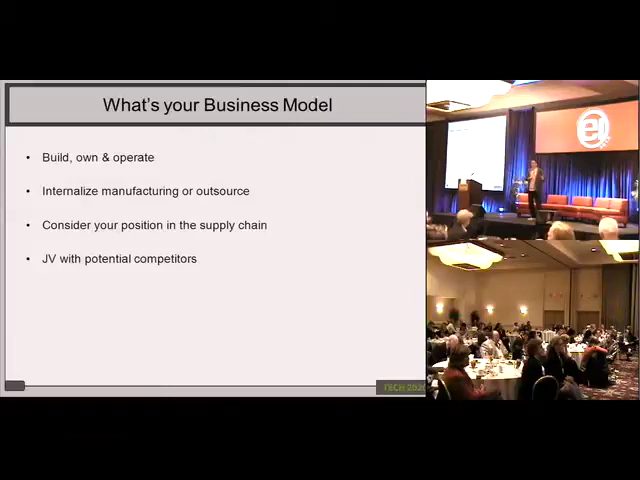 What's your Business Model
• Build, own & operate
• Internalize manufacturing or outsource
• Consider your position in the supply chain
• JV with potential competitors
TECH 2020
e